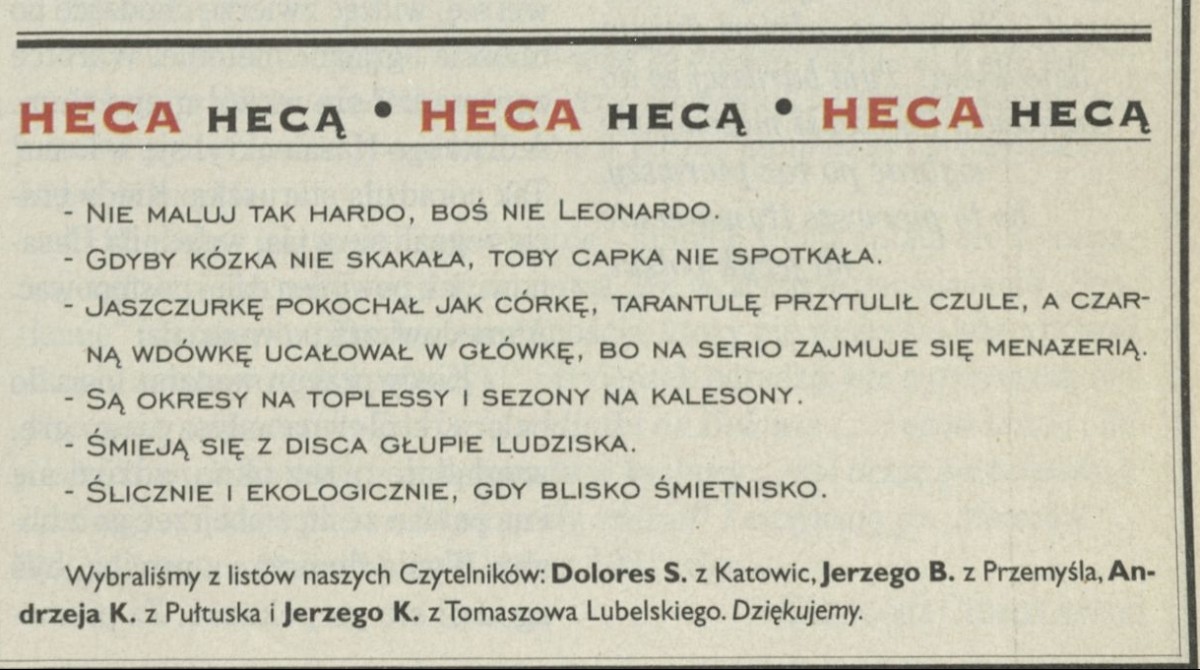 HECA HECĄ • HECA HECĄ • HECA HECĄ
- NIE MALUJ TAK HARDO, BOŚ NIE LEONARDO.
- GDYBY KÓZKA NIE SKAKAŁA, TOBY CAPKA NIE SPOTKAŁA.
- JASZCZURKĘ POKOCHAŁ JAK CÓRKĘ, TARANTULĘ PRZYTULIŁ CZULE, A CZAR-
NĄ WDÓWKĘ UCAŁOWAŁ W GŁÓWKĘ, BO NA SERIO ZAJMUJE SIĘ MENAŻERIĄ.
- SĄ OKRESY NA TOPLESSY I SEZONY NA KALESONY.
- ŚMIEJĄ SIĘ Z DISCA GŁUPIE LUDZISKA.
- ŚLICZNIE I EKOLOGICZNIE, GDY BLISKO ŚMIETNISKO.
Wybraliśmy z listów naszych Czytelników: Dolores S. z Katowic, Jerzego B. z Przemyśla, An-
drzeja K. z Pułtuska i Jerzego K. z Tomaszowa Lubelskiego. Dziękujemy.